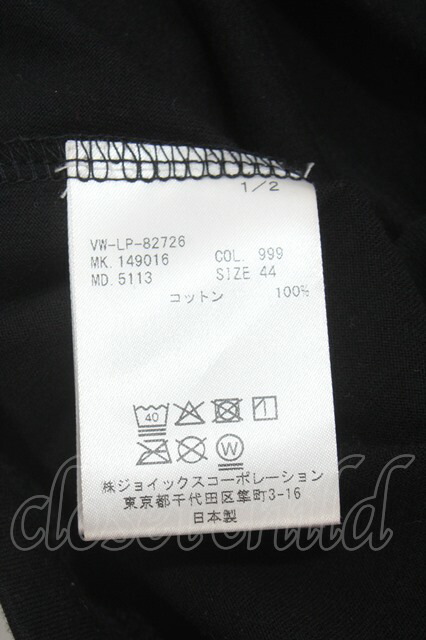 1/2
VW-LP-82726
MK. 149016 COL. 999
MD. 5113 SIZE 44
コットン 100%
40
W
株ジョイックスコーポレーション
東京都千代田区隼町3-16
日本製
closet child